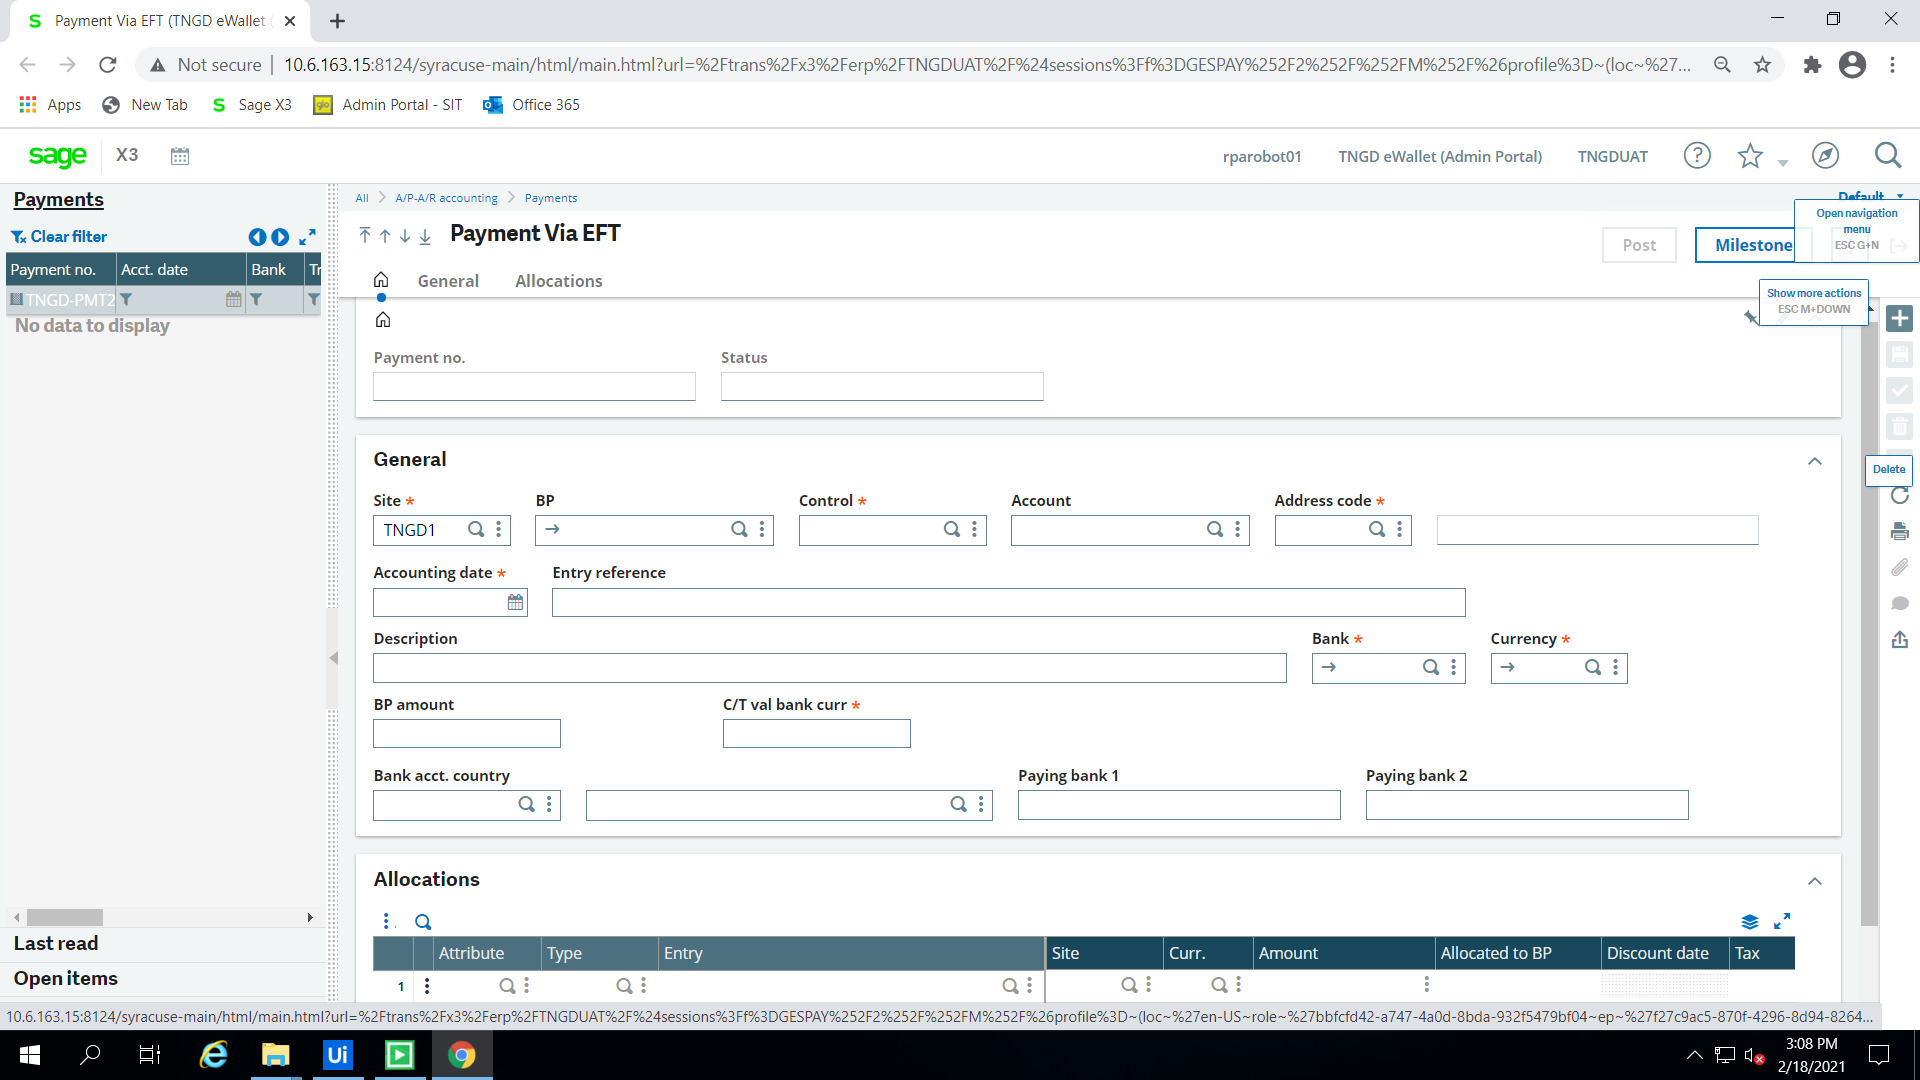 Payment Via EFT (TNGD eWallet (
Not secure
10.6.163.15:8124/syracuse-main/html/main.html?url=%2Ftrans%2Fx3%2Ferp%2FTNGDUAT%2F%24sessions%3Ff%3DGESPAY%252F2%252F%252FM%252F%26profile%3D~(loc~%27...
Apps
New Tab
S Sage X3
glo Admin Portal - SIT
Office 365
sage X3
rparobot01
TNGD eWallet (Admin Portal)
TNGDUAT
Payments
All
A/P-A/R accounting
Payments
Default
Open navigation
menu
ESC G+N
Clear filter
Payment Via EFT
Post
Milestone
Payment no.
Acct. date
Bank
Tr
General
Allocations
TNGD-PMT2
Show more actions
ESC M+DOWN
No data to display
Payment no.
Status
General
Delete
Site *
BP
Control *
Account
Address code *
TNGD1
Accounting date *
Entry reference
Description
Bank *
Currency *
BP amount
C/T val bank curr *
Bank acct. country
Paying bank 1
Paying bank 2
Allocations
Attribute
Type
Entry
Site
Curr.
Amount
Allocated to BP
Discount date
Tax
1
Last read
Open items
10.6.163.15:8124/syracuse-main/html/main.html?url=%2Ftrans%2Fx3%2Ferp%2FTNGDUAT%2F%24sessions%3Ff%3DGESPAY%252F2%252F%252FM%252F%26profile%3D~(loc~%27en-US~role~%27bbfcfd42-a747-4a0d-8bda-932f5479bf04~ep~%27f27c9ac5-870f-4296-8d94-8264...
Ui
3:08 PM
2/18/2021